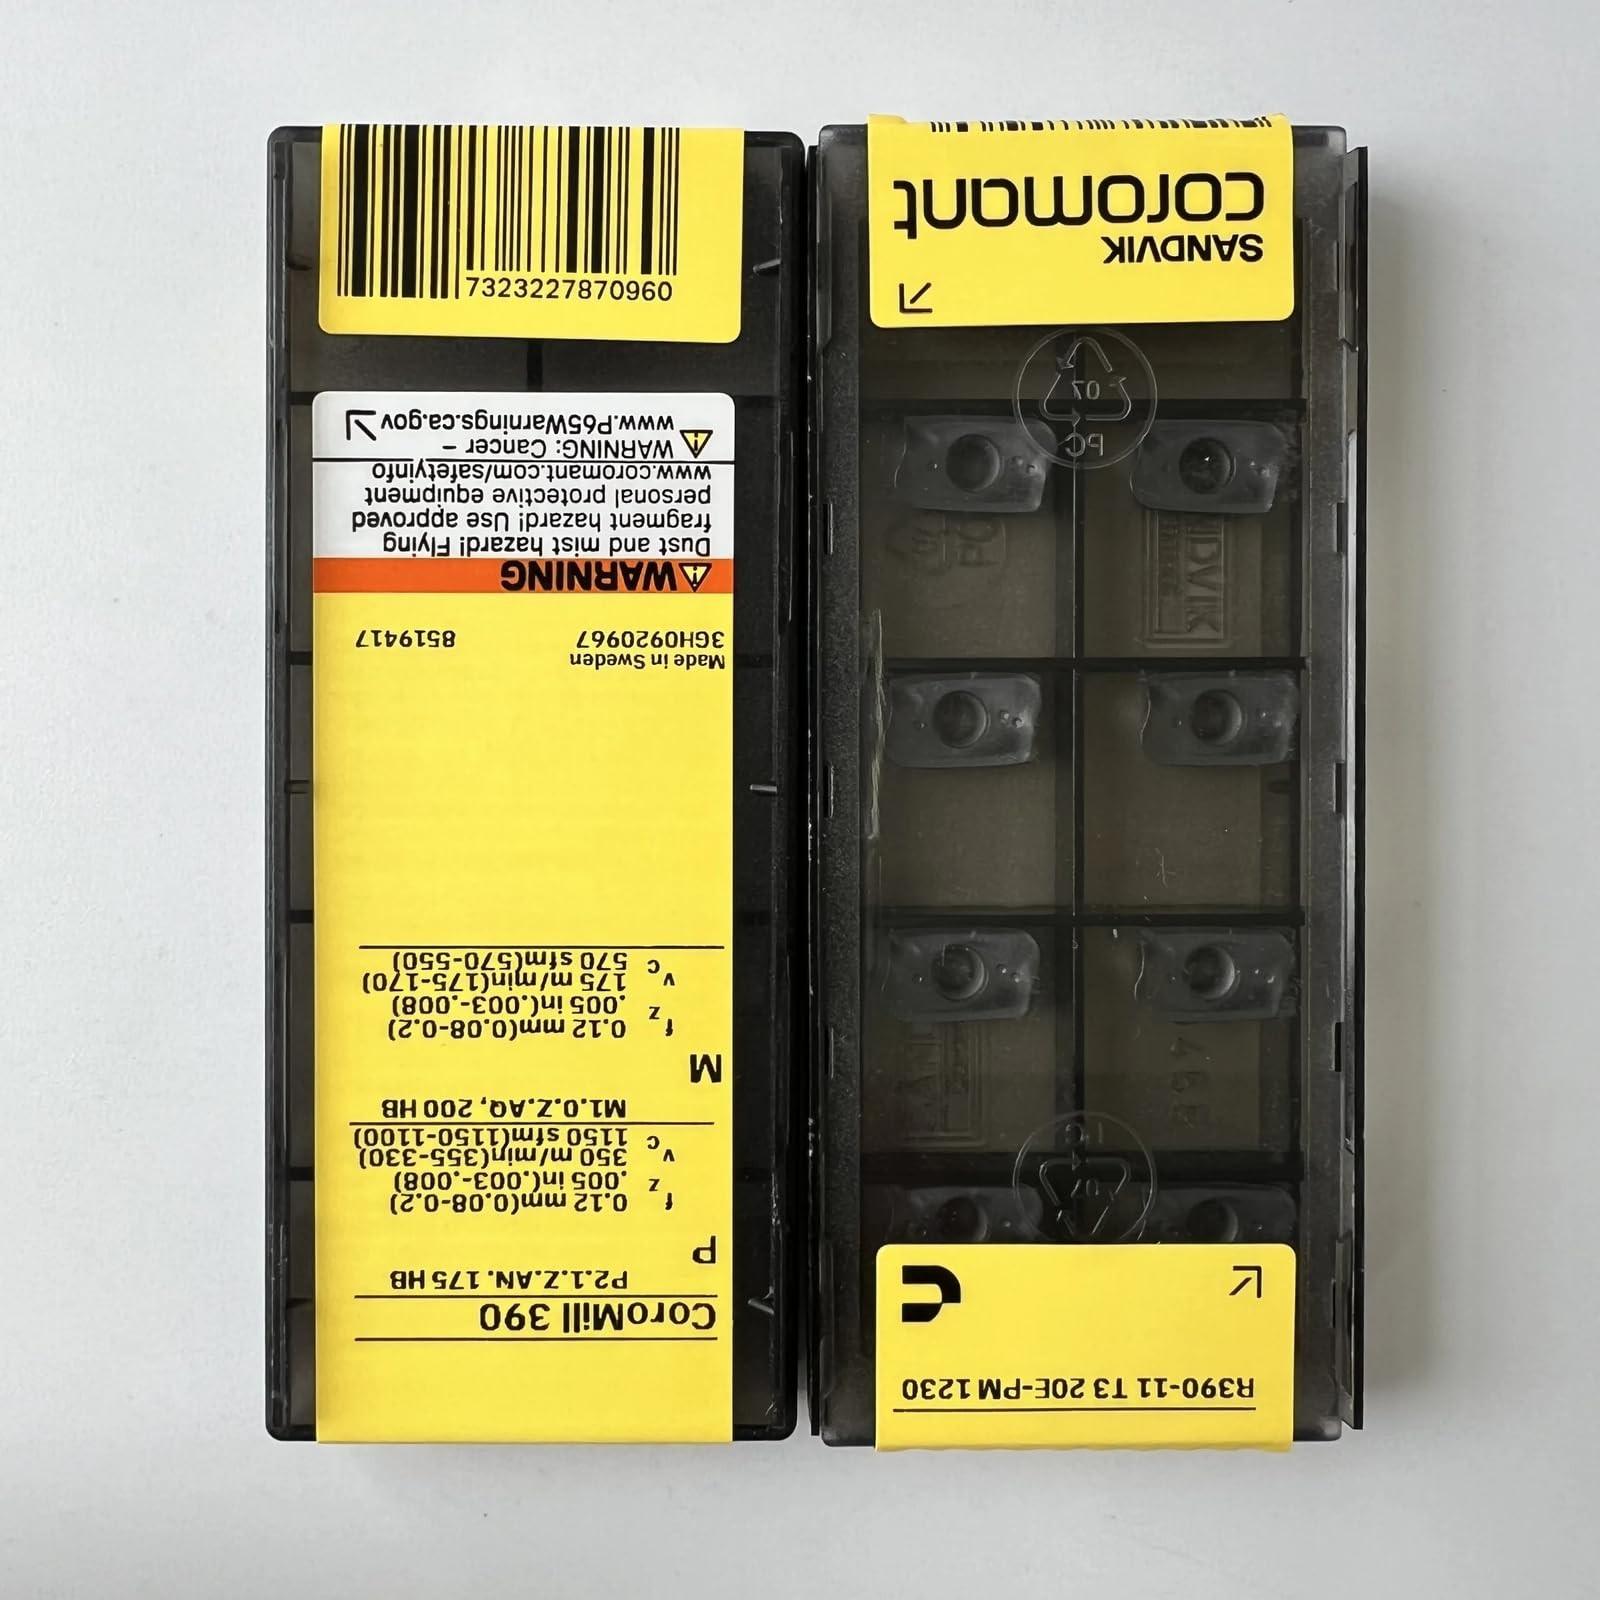 7323227870960
CoroMill 390
P2.1.Z.AN. 175 HB
P
f z 0.12 mm(0.08-0.2)
.005 in(.003-.008)
v c 350 m/min(355-330)
1150 sfm(1150-1100)
M1.0.Z.AQ, 200 HB
M
f z 0.12 mm(0.08-0.2)
.005 in(.003-.008)
v c 175 m/min(175-170)
570 sfm(570-550)
Made in Sweden
3GH0920967 8519417
WARNING
Dust and mist hazard! Flying
fragment hazard! Use approved
personal protective equipment
www.coromant.com/safetyinfo
WARNING: Cancer –
www.P65Warnings.ca.gov
R390-11 T3 20E-PM 1230
07
07
PC
SANDVIK
coromant